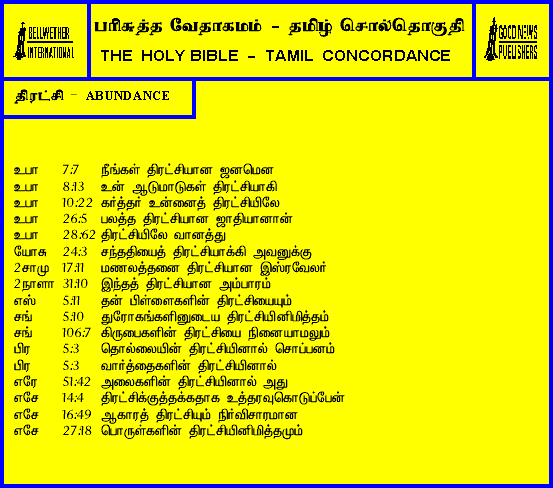 BELLWETHER INTERNATIONAL
பரிசுத்த வேதாகமம் - தமிழ் சொல்தொகுதி
THE HOLY BIBLE - TAMIL CONCORDANCE
GOOD NEWS PUBLISHERS
திரட்சி - ABUNDANCE
உபா 7:7 நீங்கள் திரட்சியான ஜனமென
உபா 8:13 உன் ஆடுமாடுகள் திரட்சியாகி
உபா 10:22 கர்த்தர் உன்னைத் திரட்சியிலே
உபா 26:5 பலத்த திரட்சியான ஜாதியானான்
உபா 28:62 திரட்சியிலே வானத்து
யோசு 24:3 சந்ததியைத் திரட்சியாக்கி அவனுக்கு
2சாமு 17:11 மணலத்தனை திரட்சியான இஸ்ரவேலர்
2நாளா 31:10 இந்தத் திரட்சியான அம்பாரம்
எஸ் 5:11 தன் பிள்ளைகளின் திரட்சியையும்
சங் 5:10 துரோகங்களினுடைய திரட்சியினிமித்தம்
சங் 106:7 கிருபைகளின் திரட்சியை நினையாமலும்
பிர 5:3 தொல்லையின் திரட்சியினால் சொப்பனம்
பிர 5:3 வார்த்தைகளின் திரட்சியினால்
எரே 51:42 அலைகளின் திரட்சியினால் அது
எசே 14:4 திரட்சிக்குத்தக்கதாக உத்தரவுகொடுப்பேன்
எசே 16:49 ஆகாரத் திரட்சியும் நிர்விசாரமான
எசே 27:18 பொருள்களின் திரட்சியினிமித்தமும்